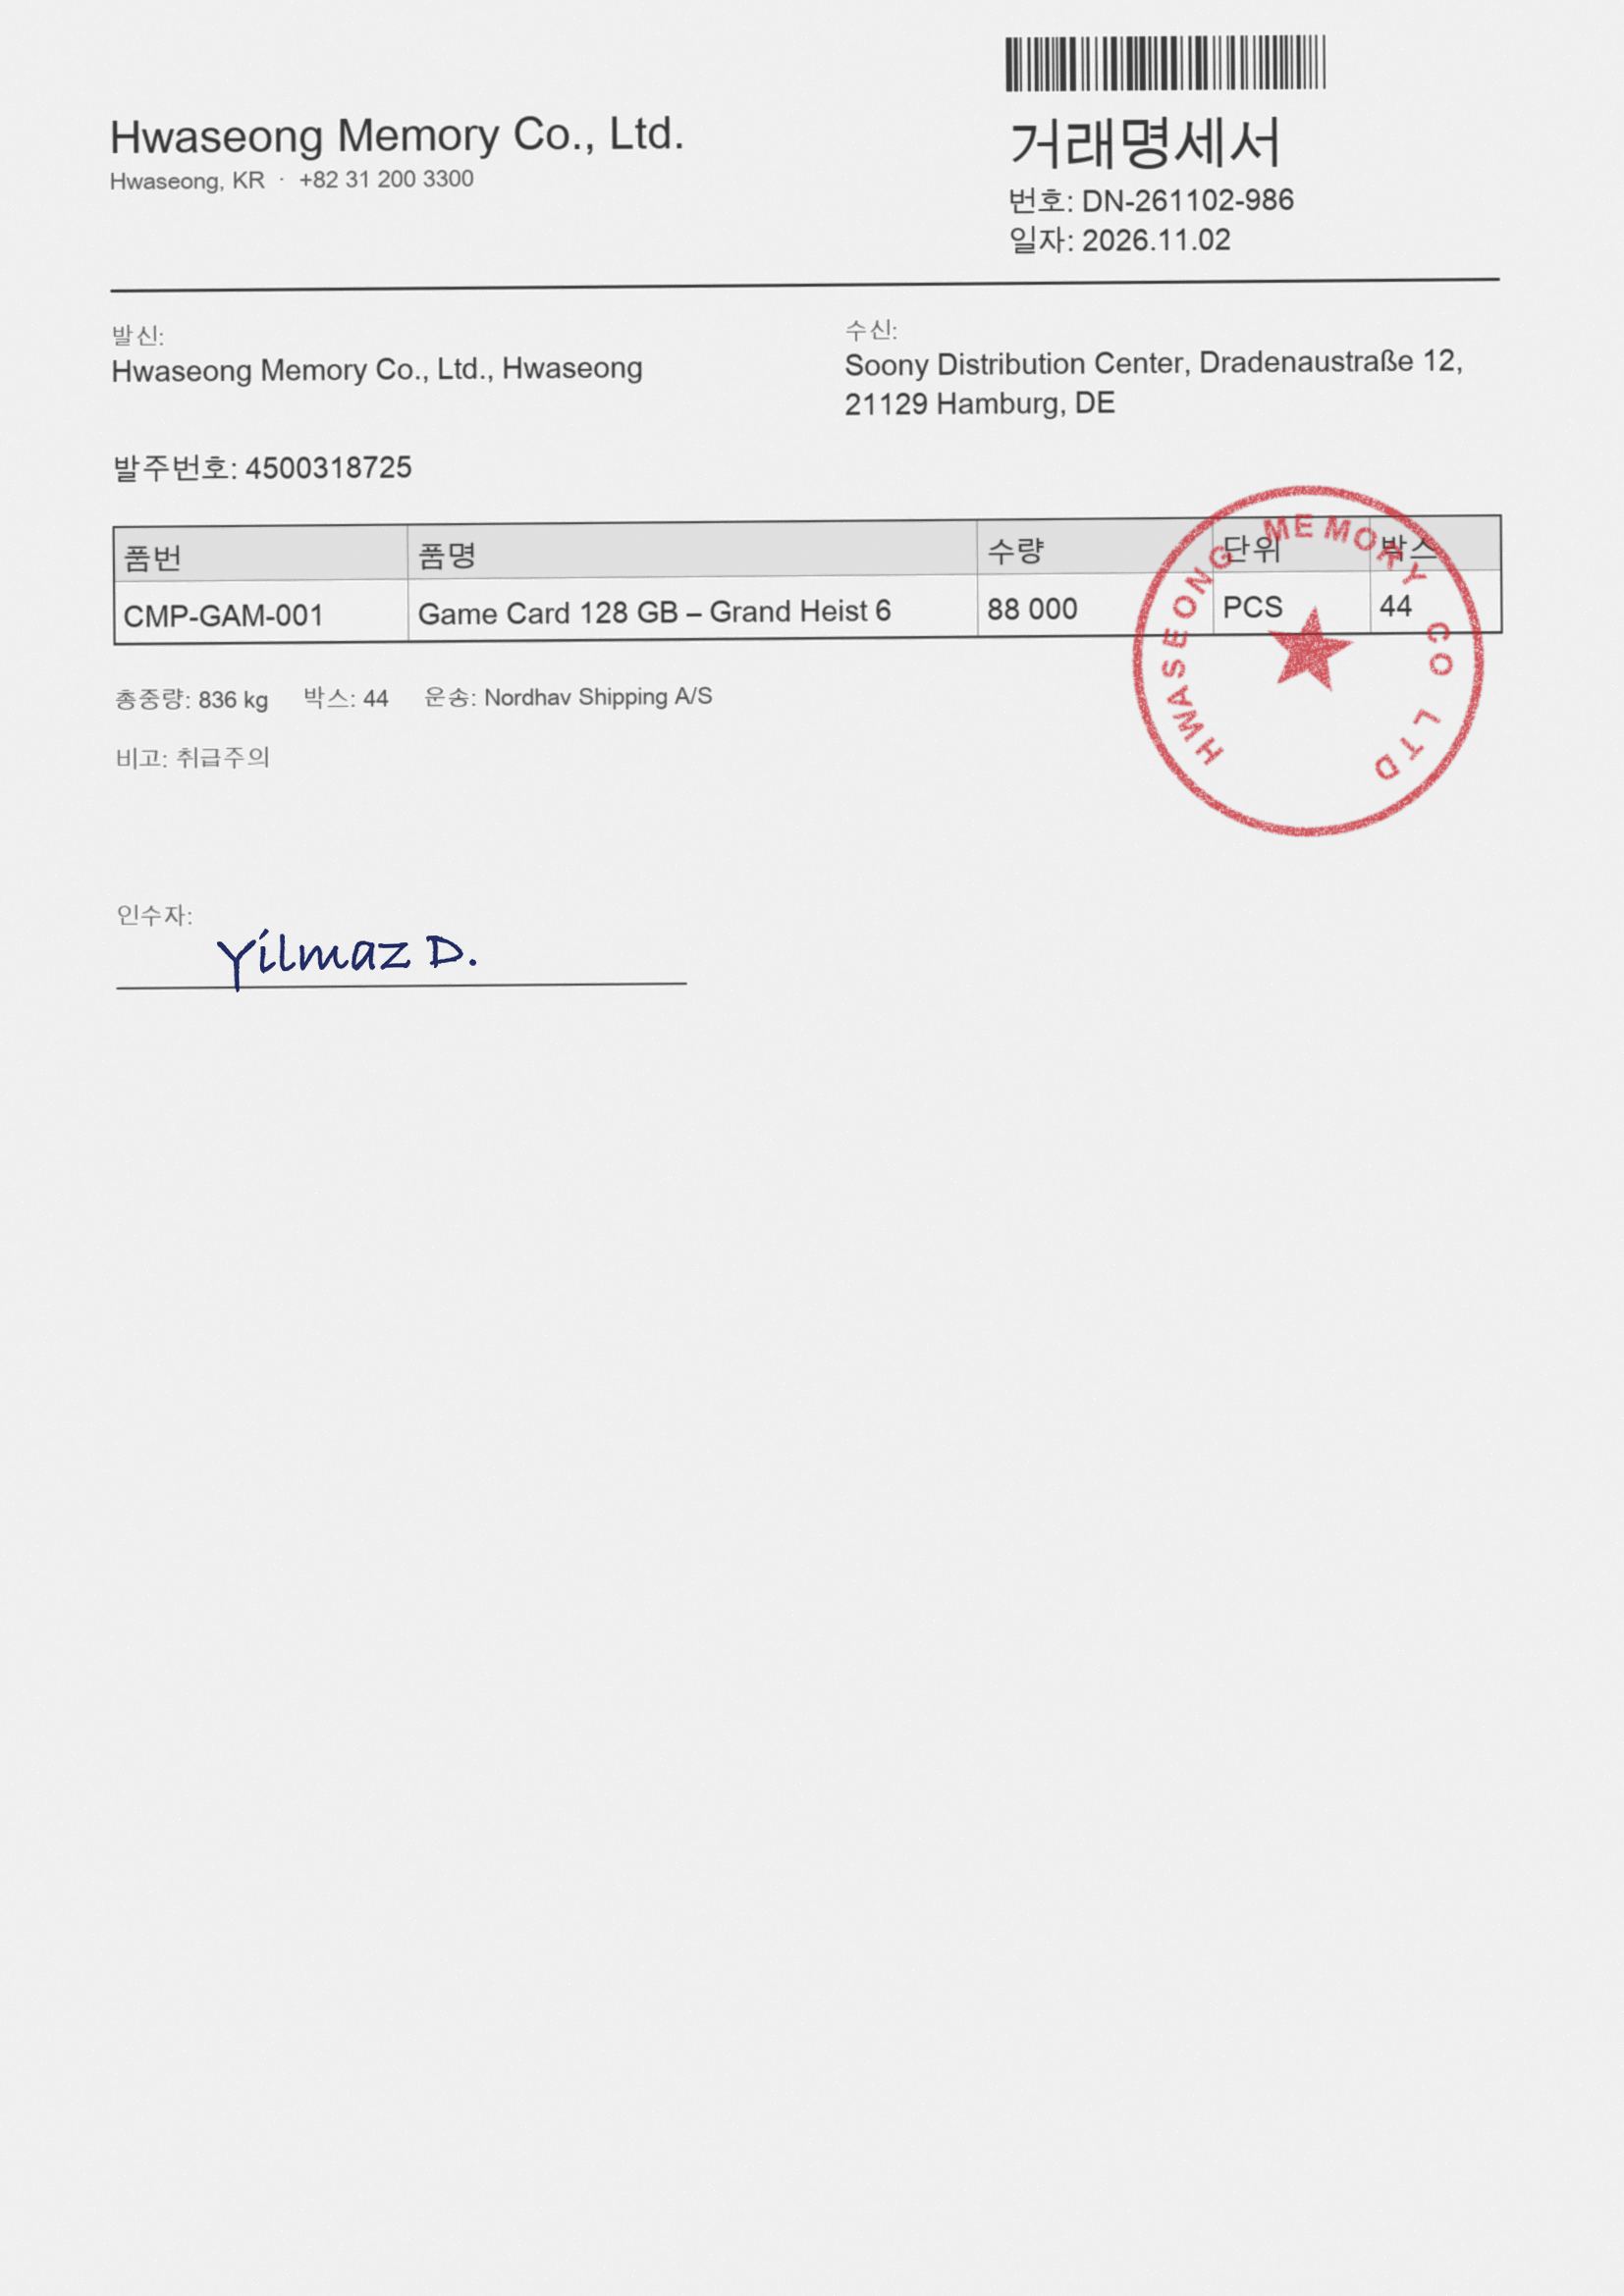 Hwaseong Memory Co., Ltd.
Hwaseong, KR · +82 31 200 3300
거래명세서
번호: DN-261102-986
일자: 2026.11.02
발신:
Hwaseong Memory Co., Ltd., Hwaseong
수신:
Soony Distribution Center, Dradenaustraße 12,
21129 Hamburg, DE
발주번호: 4500318725
품번 품명 수량 단위 박스
CMP-GAM-001 Game Card 128 GB – Grand Heist 6 88 000 PCS 44
HWASEONG MEMORY CO LTD
총중량: 836 kg 박스: 44 운송: Nordhav Shipping A/S
비고: 취급주의
인수자:
Yilmaz D.